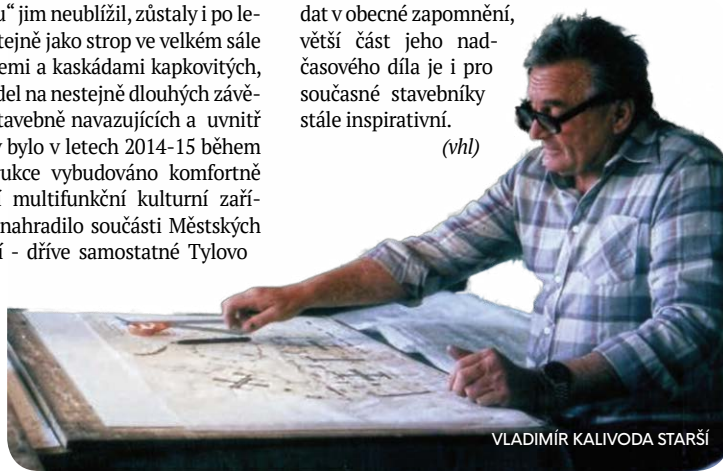 u“ jim neublížil, zůstaly i po le-
tejně jako strop ve velkém sále
emi a kaskádami kapkovitých,
del na nestejně dlouhých závě-
tavebně navazujících a uvnitř
bylo v letech 2014-15 během
ukce vybudováno komfortně
í multifunkční kulturní zaří-
nahradilo součásti Městských
í - dříve samostatné Tylovo
dat v obecné zapomnění,
větší část jeho nad-
časového díla je i pro
současné stavebníky
stále inspirativní.
(vhl)
VLADIMÍR KALIVODA STARŠÍ